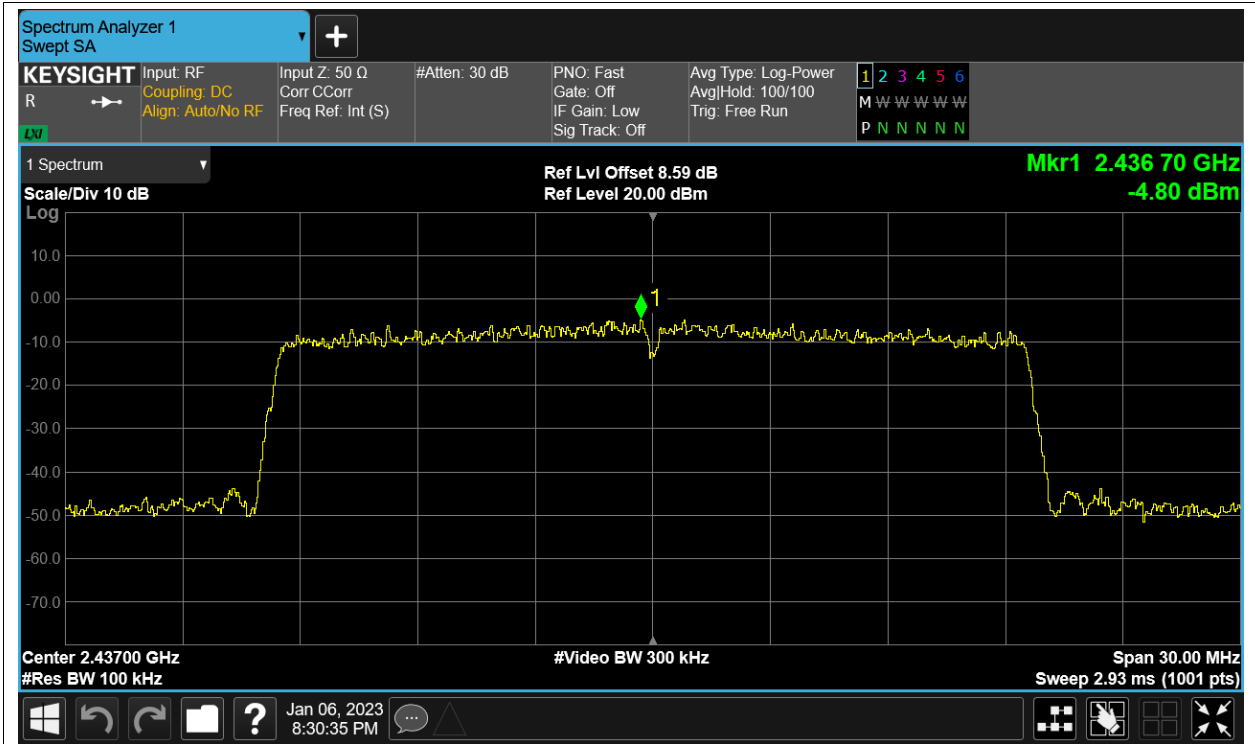 Spectrum Analyzer 1
Swept SA
KEYSIGHT
R
LXI
Input: RF
Coupling: DC
Align: Auto/No RF
Input Z: 50 Ω
Corr CCorr
Freq Ref: Int (S)
#Atten: 30 dB
PNO: Fast
Gate: Off
IF Gain: Low
Sig Track: Off
Avg Type: Log-Power
Avg|Hold: 100/100
Trig: Free Run
1 2 3 4 5 6
M W W W W W
P N N N N N
1 Spectrum
Scale/Div 10 dB
Log
Ref Lvl Offset 8.59 dB
Ref Level 20.00 dBm
Mkr1 2.436 70 GHz
-4.80 dBm
10.0
0.00
-10.0
-20.0
-30.0
-40.0
-50.0
-60.0
-70.0
1
Center 2.43700 GHz
#Res BW 100 kHz
#Video BW 300 kHz
Span 30.00 MHz
Sweep 2.93 ms (1001 pts)
?
Jan 06, 2023
8:30:35 PM